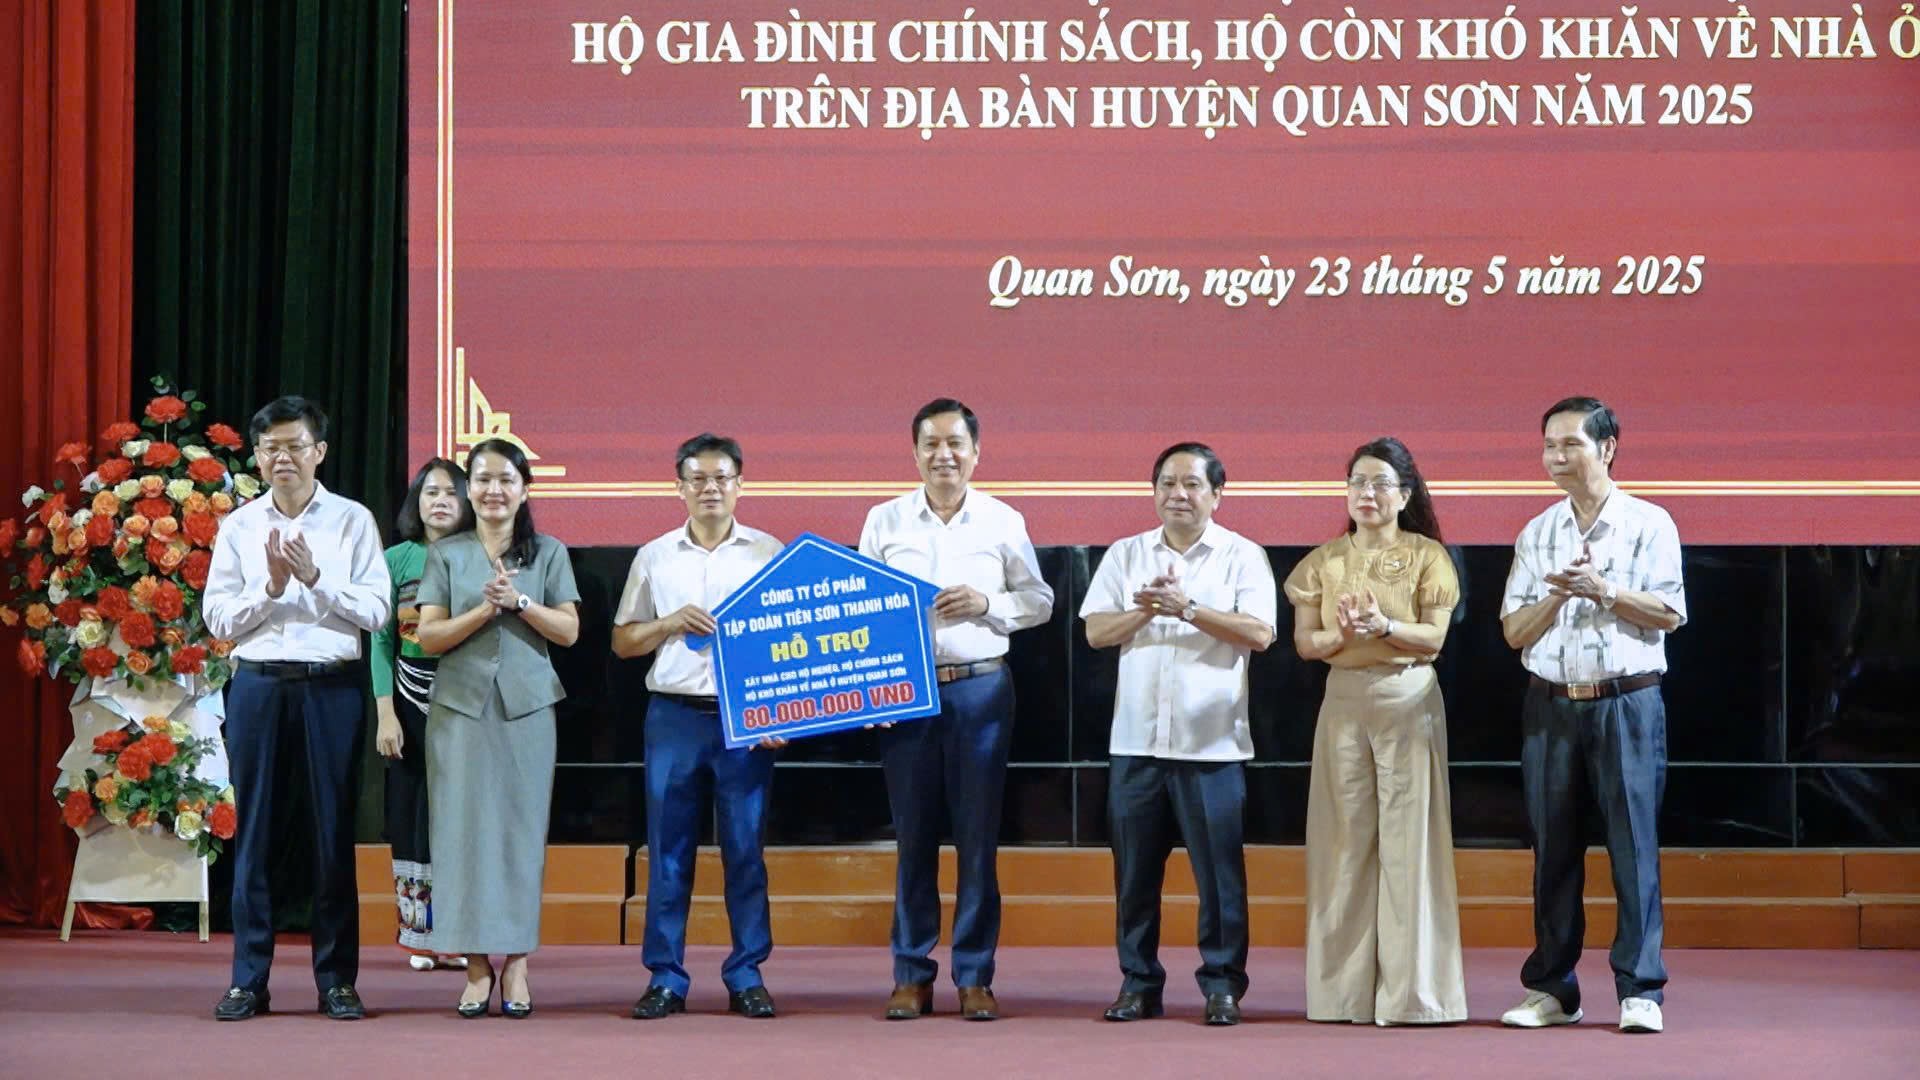 HỘ GIA ĐÌNH CHÍNH SÁCH, HỘ CÒN KHÓ KHĂN VỀ NHÀ Ở
TRÊN ĐỊA BÀN HUYỆN QUAN SƠN NĂM 2025
Quan Sơn, ngày 23 tháng 5 năm 2025
CÔNG TY CỔ PHẦN
TẬP ĐOÀN TIÊN SƠN THANH HÓA
HỖ TRỢ
XÂY NHÀ CHO HỘ NGHÈO, HỘ CHÍNH SÁCH
HỘ KHÓ KHĂN VỀ NHÀ Ở HUYỆN QUAN SƠN
80.000.000 VNĐ